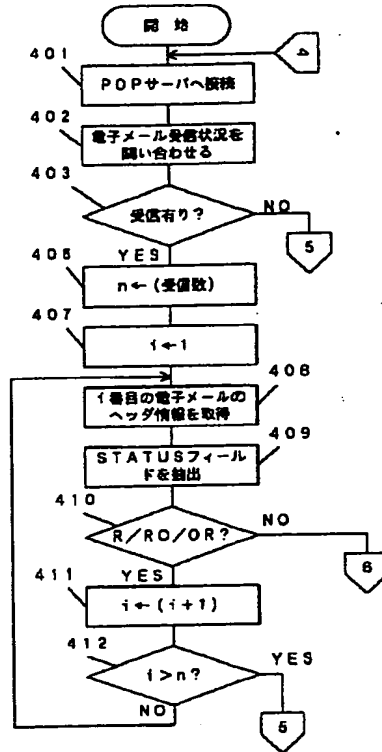 開始
4
401
POPサーバへ接続
402
電子メール受信状況を
問い合わせる
403
受信有り?
NO
5
YES
406
n←(受信数)
407
i←1
408
i番目の電子メールの
ヘッダ情報を取得
409
STATUSフィール
ドを抽出
410
R/RO/OR?
NO
6
YES
411
i←(i+1)
412
i>n?
YES
NO
5